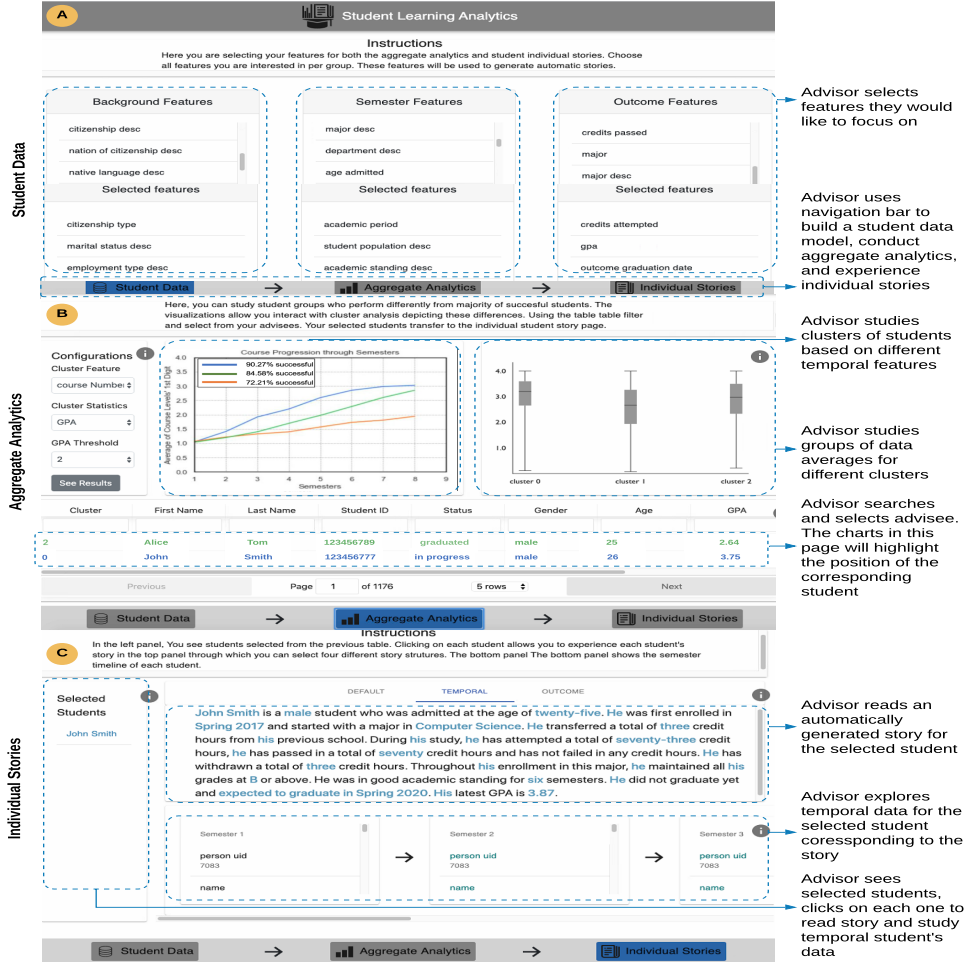 A
Student Learning Analytics
Instructions
Here you are selecting your features for both the aggregate analytics and student individual stories. Choose
all features you are interested in per group. These features will be used to generate automatic stories.
Student Data
Background Features
citizenship desc
nation of citizenship desc
native language desc
Selected features
citizenship type
marital status desc
employment type desc
Semester Features
major desc
department desc
age admitted
Selected features
academic period
student population desc
academic standing desc
Outcome Features
credits passed
major
major desc
Selected features
credits attempted
gpa
outcome graduation date
Advisor selects
features they would
like to focus on
Advisor uses
navigation bar to
build a student data
model, conduct
aggregate analytics,
and experience
individual stories
Student Data
Aggregate Analytics
Individual Stories
B
Here, you can study student groups who perform differently from majority of succesful students. The
visualizations allow you interact with cluster analysis depicting these differences. Using the table table filter
and select from your advisees. Your selected students transfer to the individual student story page.
Aggregate Analytics
Configurations
Cluster Feature
course Number
Cluster Statistics
GPA
GPA Threshold
2
See Results
Course Progression through Semesters
90.27% successful
84.58% successful
72.21% successful
Average of Course Levels' 1st Digit
4.0
3.5
3.0
2.5
2.0
1.5
1.0
0.5
0.0
1 2 3 4 5 6 7 8 9
Semesters
4.0
3.0
2.0
1.0
cluster 0 cluster 1 cluster 2
Advisor studies
clusters of students
based on different
temporal features
Advisor studies
groups of data
averages for
different clusters
Cluster First Name Last Name Student ID Status Gender Age GPA
2 Alice Tom 123456789 graduated male 25 2.64
0 John Smith 123456777 in progress male 26 3.75
Previous Page 1 of 1176 5 rows Next
Advisor searches
and selects advisee.
The charts in this
page will highlight
the position of the
corresponding
student
Student Data
Aggregate Analytics
Individual Stories
C
Instructions
In the left panel, You see students selected from the previous table. Clicking on each student allows you to experience each student's
story in the top panel through which you can select four different story strutures. The bottom panel The bottom panel shows the semester
timeline of each student.
Individual Stories
Selected
Students
John Smith
DEFAULT TEMPORAL OUTCOME
John Smith is a male student who was admitted at the age of twenty-five. He was first enrolled in
Spring 2017 and started with a major in Computer Science. He transferred a total of three credit
hours from his previous school. During his study, he has attempted a total of seventy-three credit
hours, he has passed in a total of seventy credit hours and has not failed in any credit hours. He has
withdrawn a total of three credit hours. Throughout his enrollment in this major, he maintained all his
grades at B or above. He was in good academic standing for six semesters. He did not graduate yet
and expected to graduate in Spring 2020. His latest GPA is 3.87.
Semester 1
person uid
7083
name
Semester 2
person uid
7083
name
Semester 3
person uid
7083
name
Advisor reads an
automatically
generated story for
the selected student
Advisor explores
temporal data for the
selected student
coressponding to the
story
Advisor sees
selected students,
clicks on each one to
read story and study
temporal student's
data
Student Data
Aggregate Analytics
Individual Stories